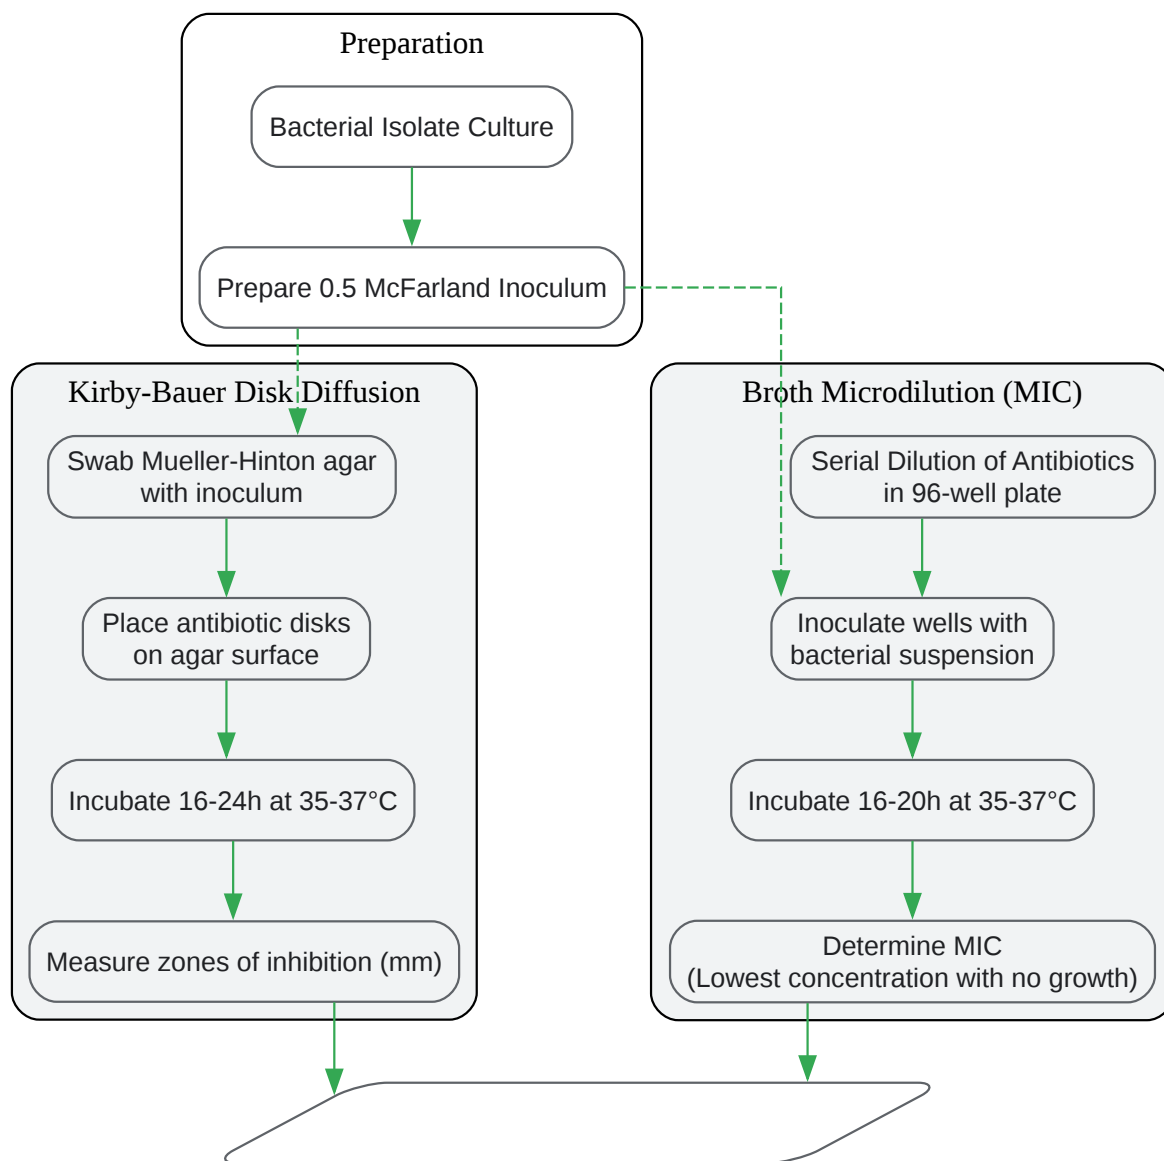 Preparation
Bacterial Isolate Culture
Prepare 0.5 McFarland Inoculum
Kirby-Bauer Disk Diffusion
Swab Mueller-Hinton agar
with inoculum
Place antibiotic disks
on agar surface
Incubate 16-24h at 35-37°C
Measure zones of inhibition (mm)
Broth Microdilution (MIC)
Serial Dilution of Antibiotics
in 96-well plate
Inoculate wells with
bacterial suspension
Incubate 16-20h at 35-37°C
Determine MIC
(Lowest concentration with no growth)